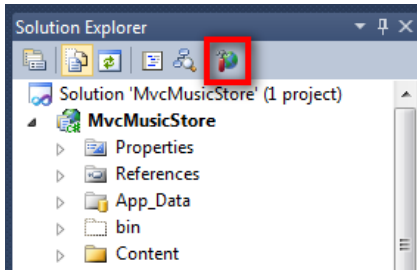 Solution Explorer
Solution 'MvcMusicStore' (1 project)
MvcMusicStore
Properties
References
App_Data
bin
Content